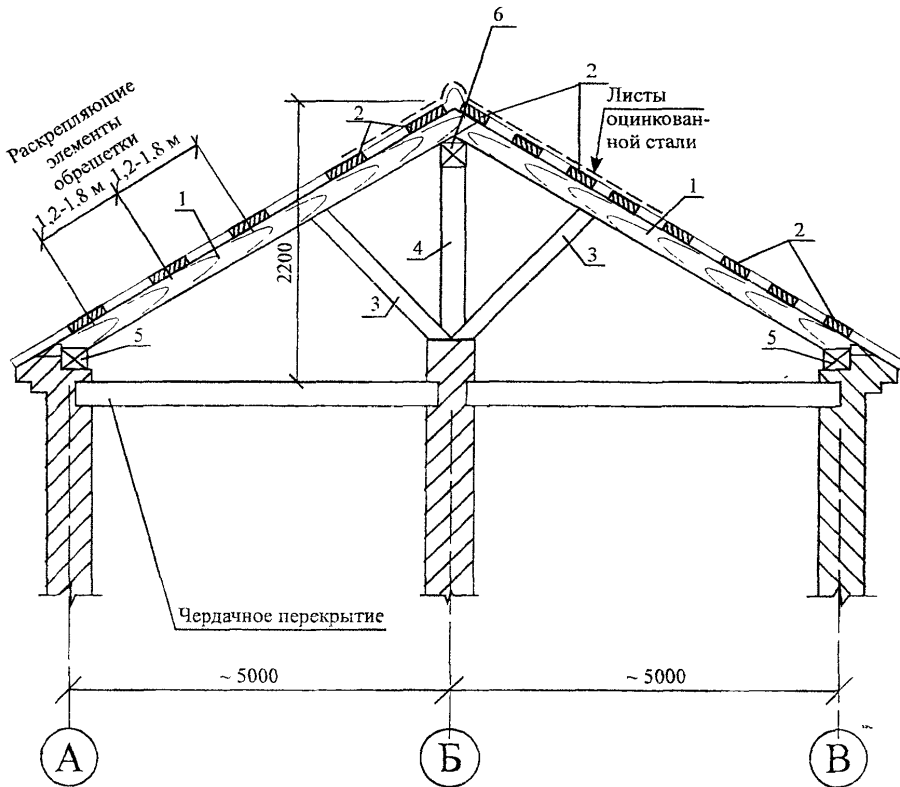 6
2
Листы
оцинкован-
ной стали
Раскрепляющие
элементы
обрешетки
1,2-1.8 м
1,2-1.8 м
2
1
1
2200
4
3
3
2
5
5
Чердачное перекрытие
~ 5000
~ 5000
А
Б
В